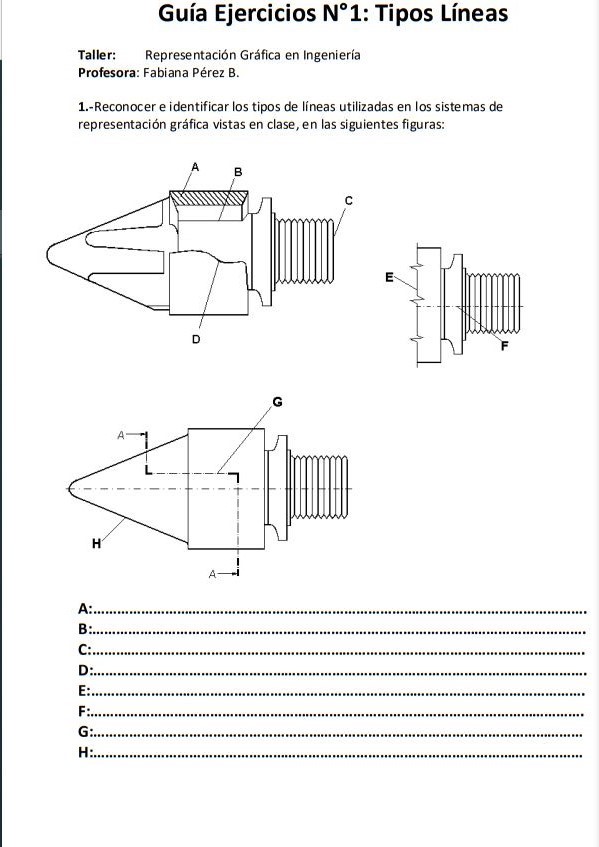 Guía Ejercicios N°1: Tipos Líneas
Taller: Representación Gráfica en Ingeniería
Profesora: Fabiana Pérez B.
1.-Reconocer e identificar los tipos de líneas utilizadas en los sistemas de
representación gráfica vistas en clase, en las siguientes figuras:
A
B
C
D
E
F
G
A
H
A
A:
B:
C:
D:
E:
F:
G:
H: